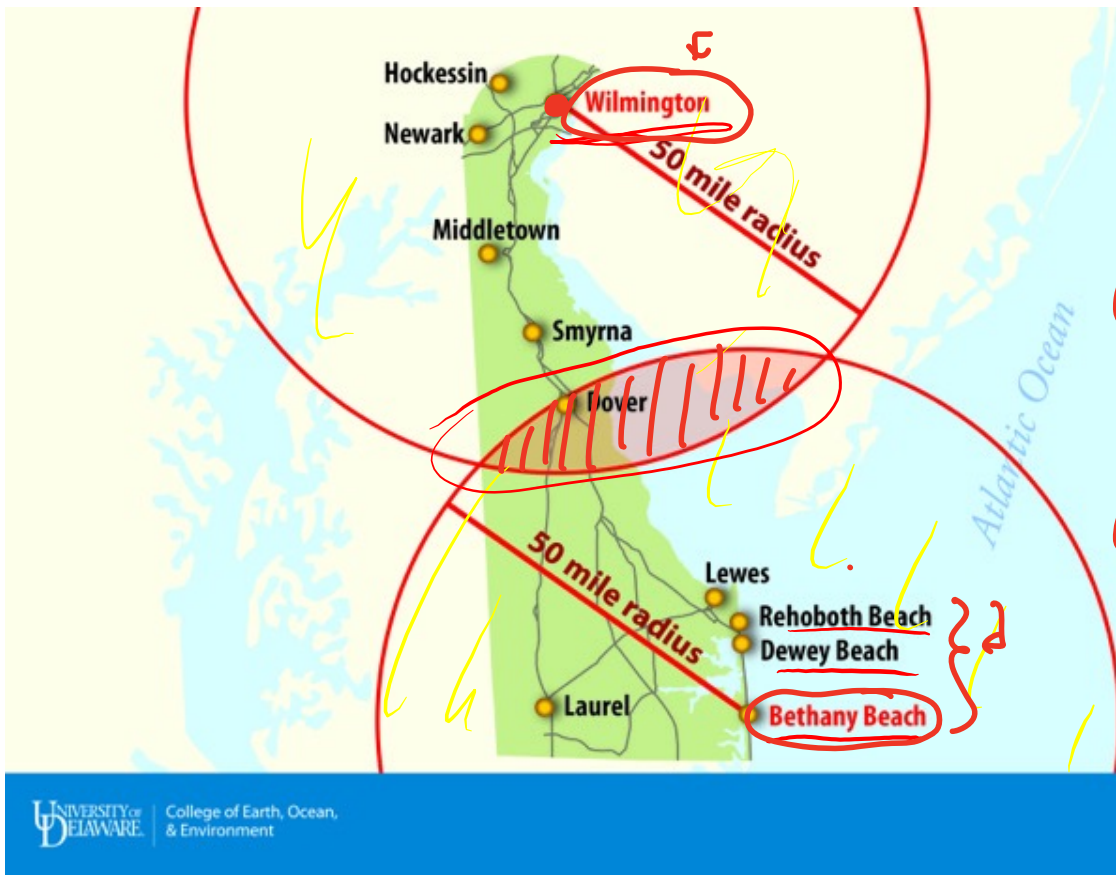 Hockessin
Wilmington
Newark
50 mile radius
Middletown
Smyrna
Dover
Atlantic Ocean
50 mile radius
Lewes
Rehoboth Beach
Dewey Beach
Laurel
Bethany Beach
UNIVERSITY OF
DELAWARE.
College of Earth, Ocean,
& Environment